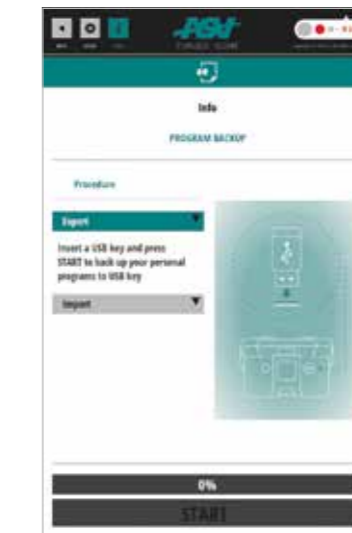 Info
PROGRAM BACKUP
Procedure
Export
Insert a USB key and press
START to back up your personal
programs to USB key
Import
0%
START